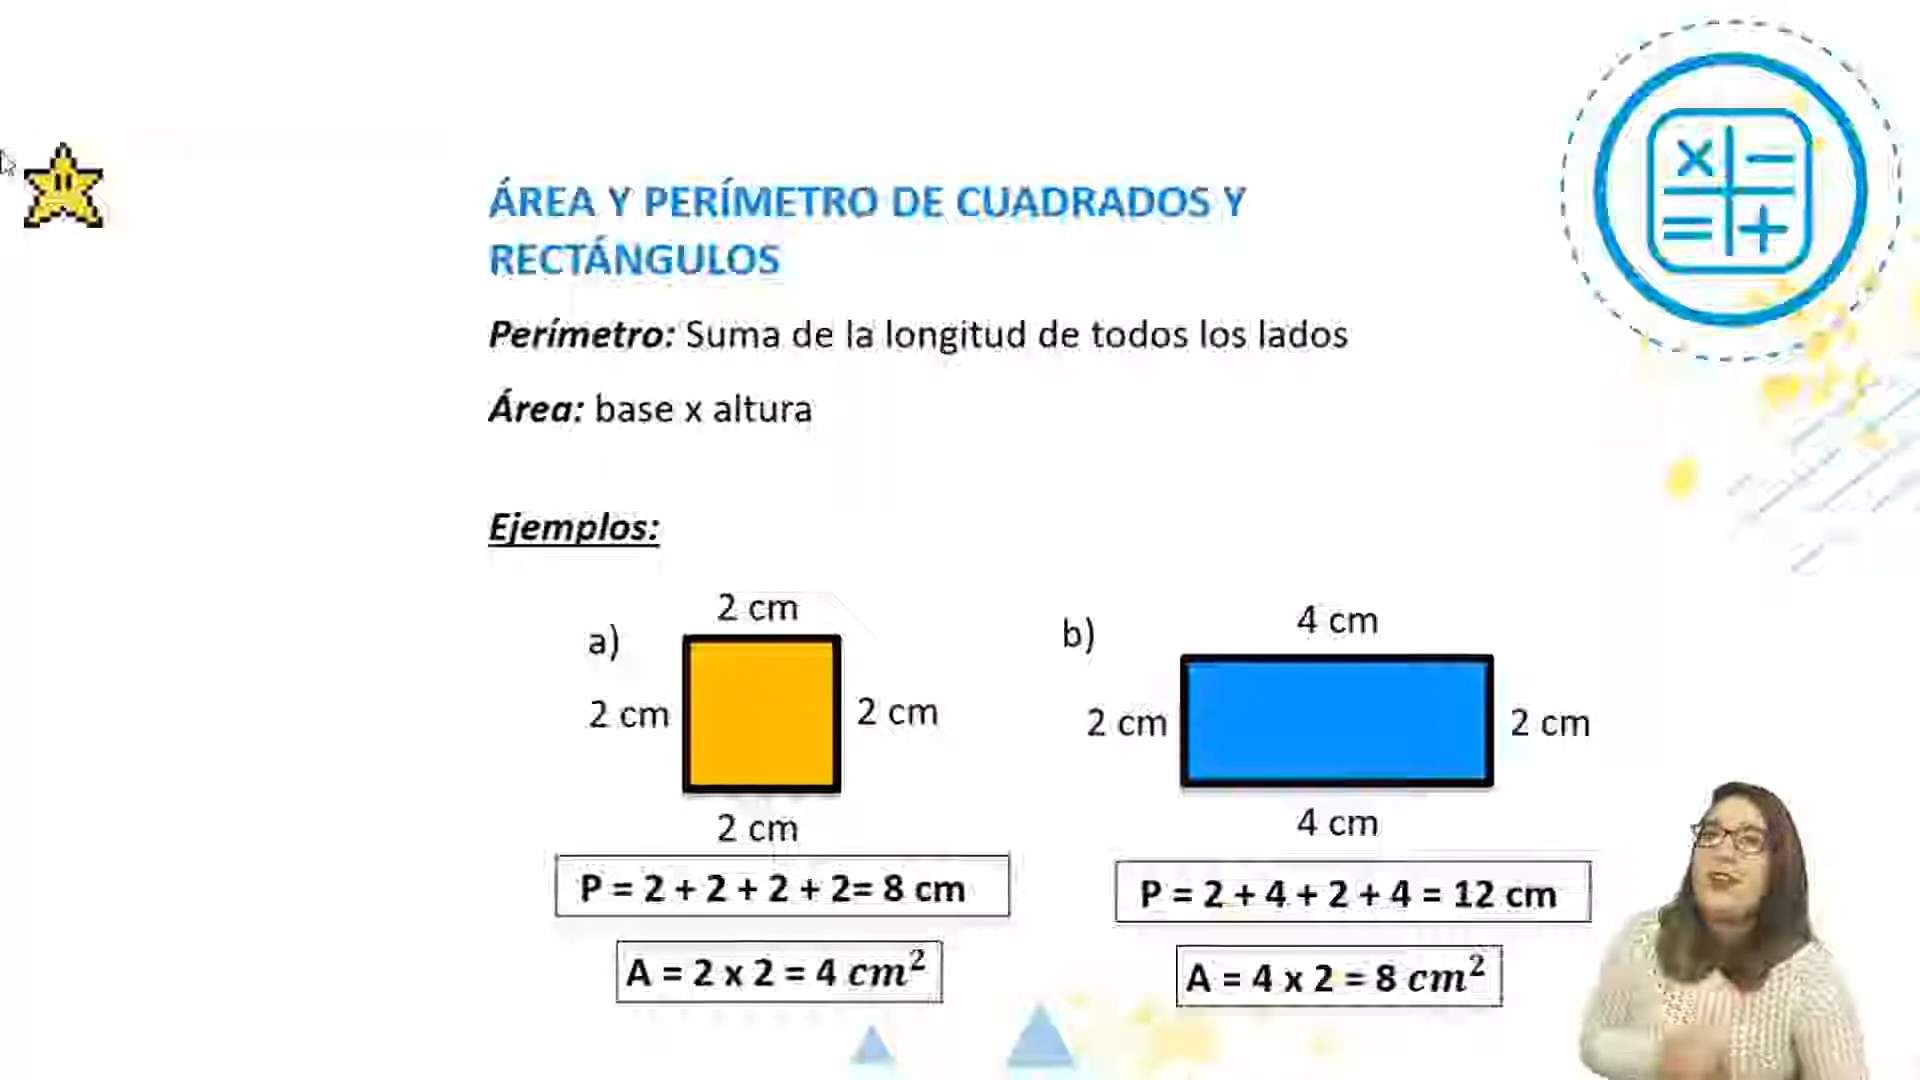 ÁREA Y PERÍMETRO DE CUADRADOS Y
RECTÁNGULOS
Perímetro: Suma de la longitud de todos los lados
Área: base x altura
Ejemplos:
a)
2 cm
2 cm
2 cm
2 cm
P = 2 + 2 + 2 + 2= 8 cm
A = 2 x 2 = 4 cm²
b)
4 cm
2 cm
2 cm
4 cm
P = 2 + 4 + 2 + 4 = 12 cm
A = 4 x 2 = 8 cm²